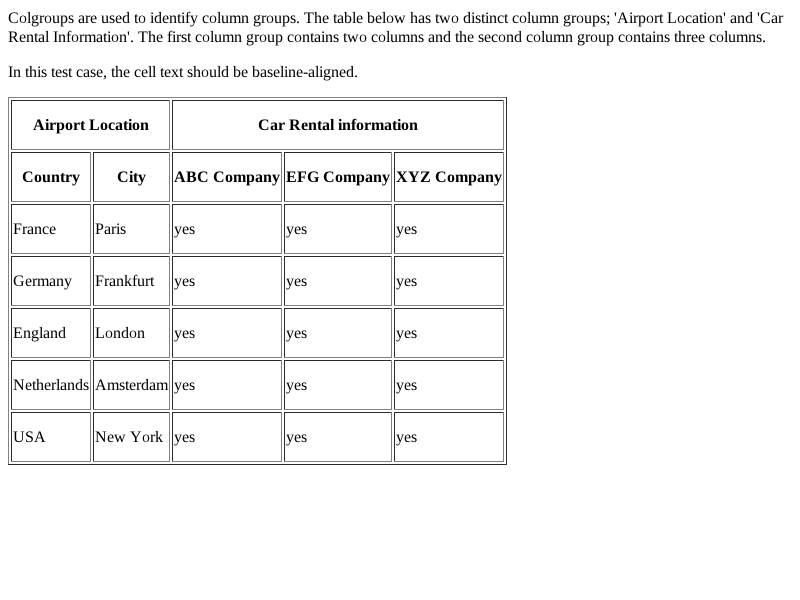 Colgroups are used to identify column groups. The table below has two distinct column groups; 'Airport Location' and 'Car
Rental Information'. The first column group contains two columns and the second column group contains three columns.
In this test case, the cell text should be baseline-aligned.
Airport Location Car Rental information
Country City ABC Company EFG Company XYZ Company
France Paris yes yes yes
Germany Frankfurt yes yes yes
England London yes yes yes
Netherlands Amsterdam yes yes yes
USA New York yes yes yes